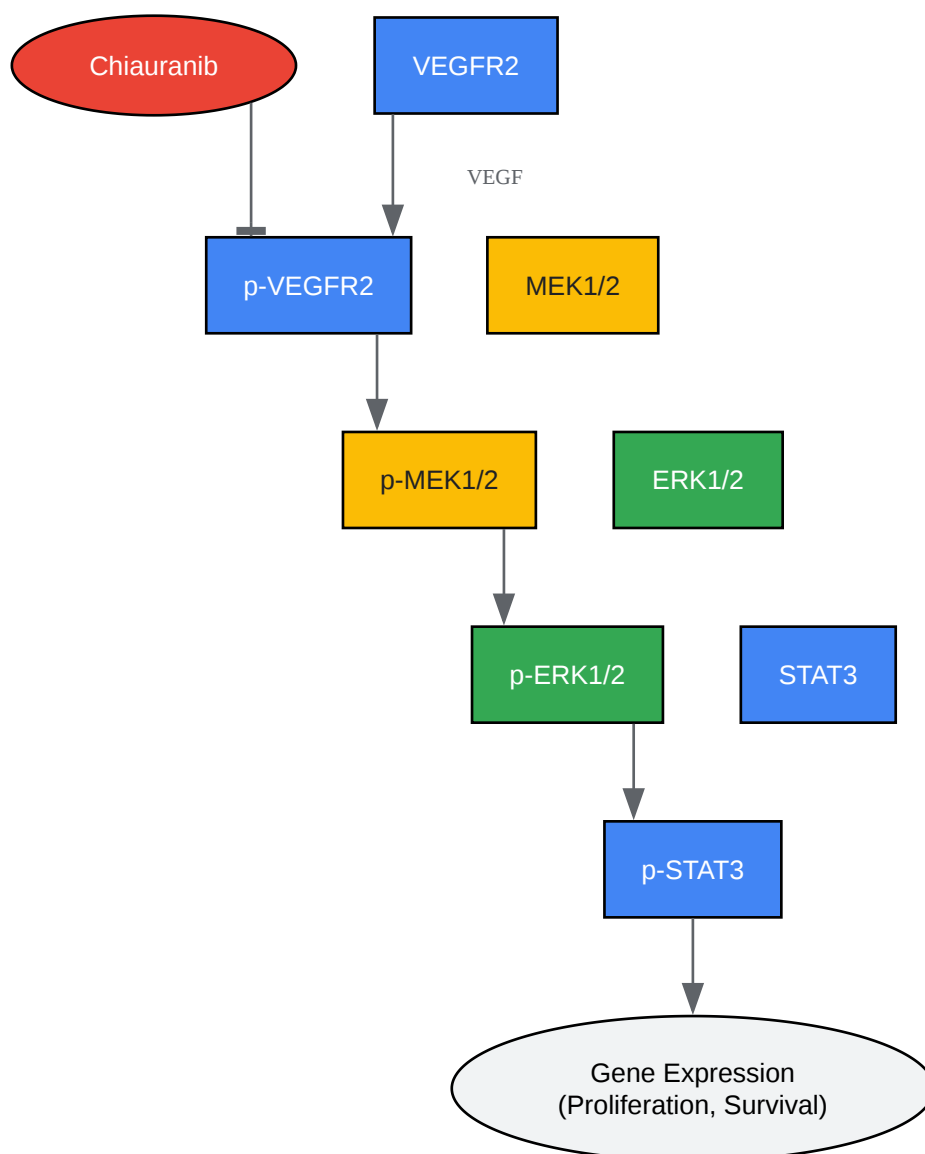 Chiauranib
VEGFR2
VEGF
p-VEGFR2
MEK1/2
p-MEK1/2
ERK1/2
p-ERK1/2
STAT3
p-STAT3
Gene Expression
(Proliferation, Survival)